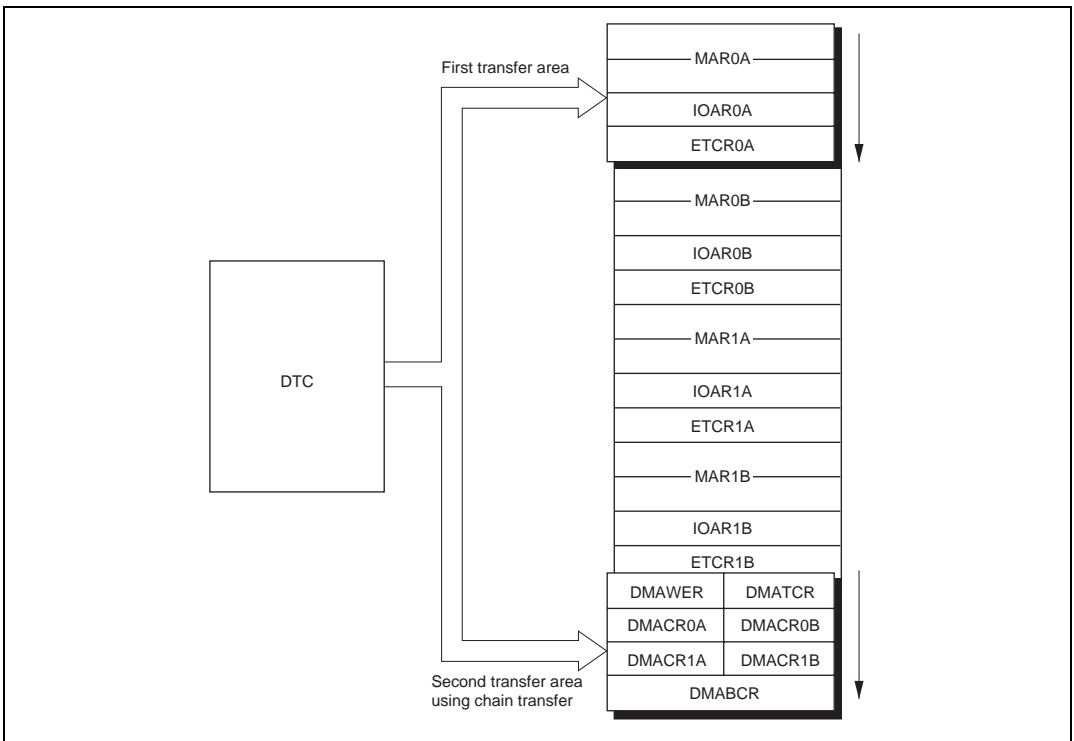 First transfer area
MAR0A
IOAR0A
ETCR0A
MAR0B
IOAR0B
ETCR0B
MAR1A
DTC
IOAR1A
ETCR1A
MAR1B
IOAR1B
ETCR1B
DMAWER DMATCR
DMACR0A DMACR0B
DMACR1A DMACR1B
DMABCR
Second transfer area
using chain transfer